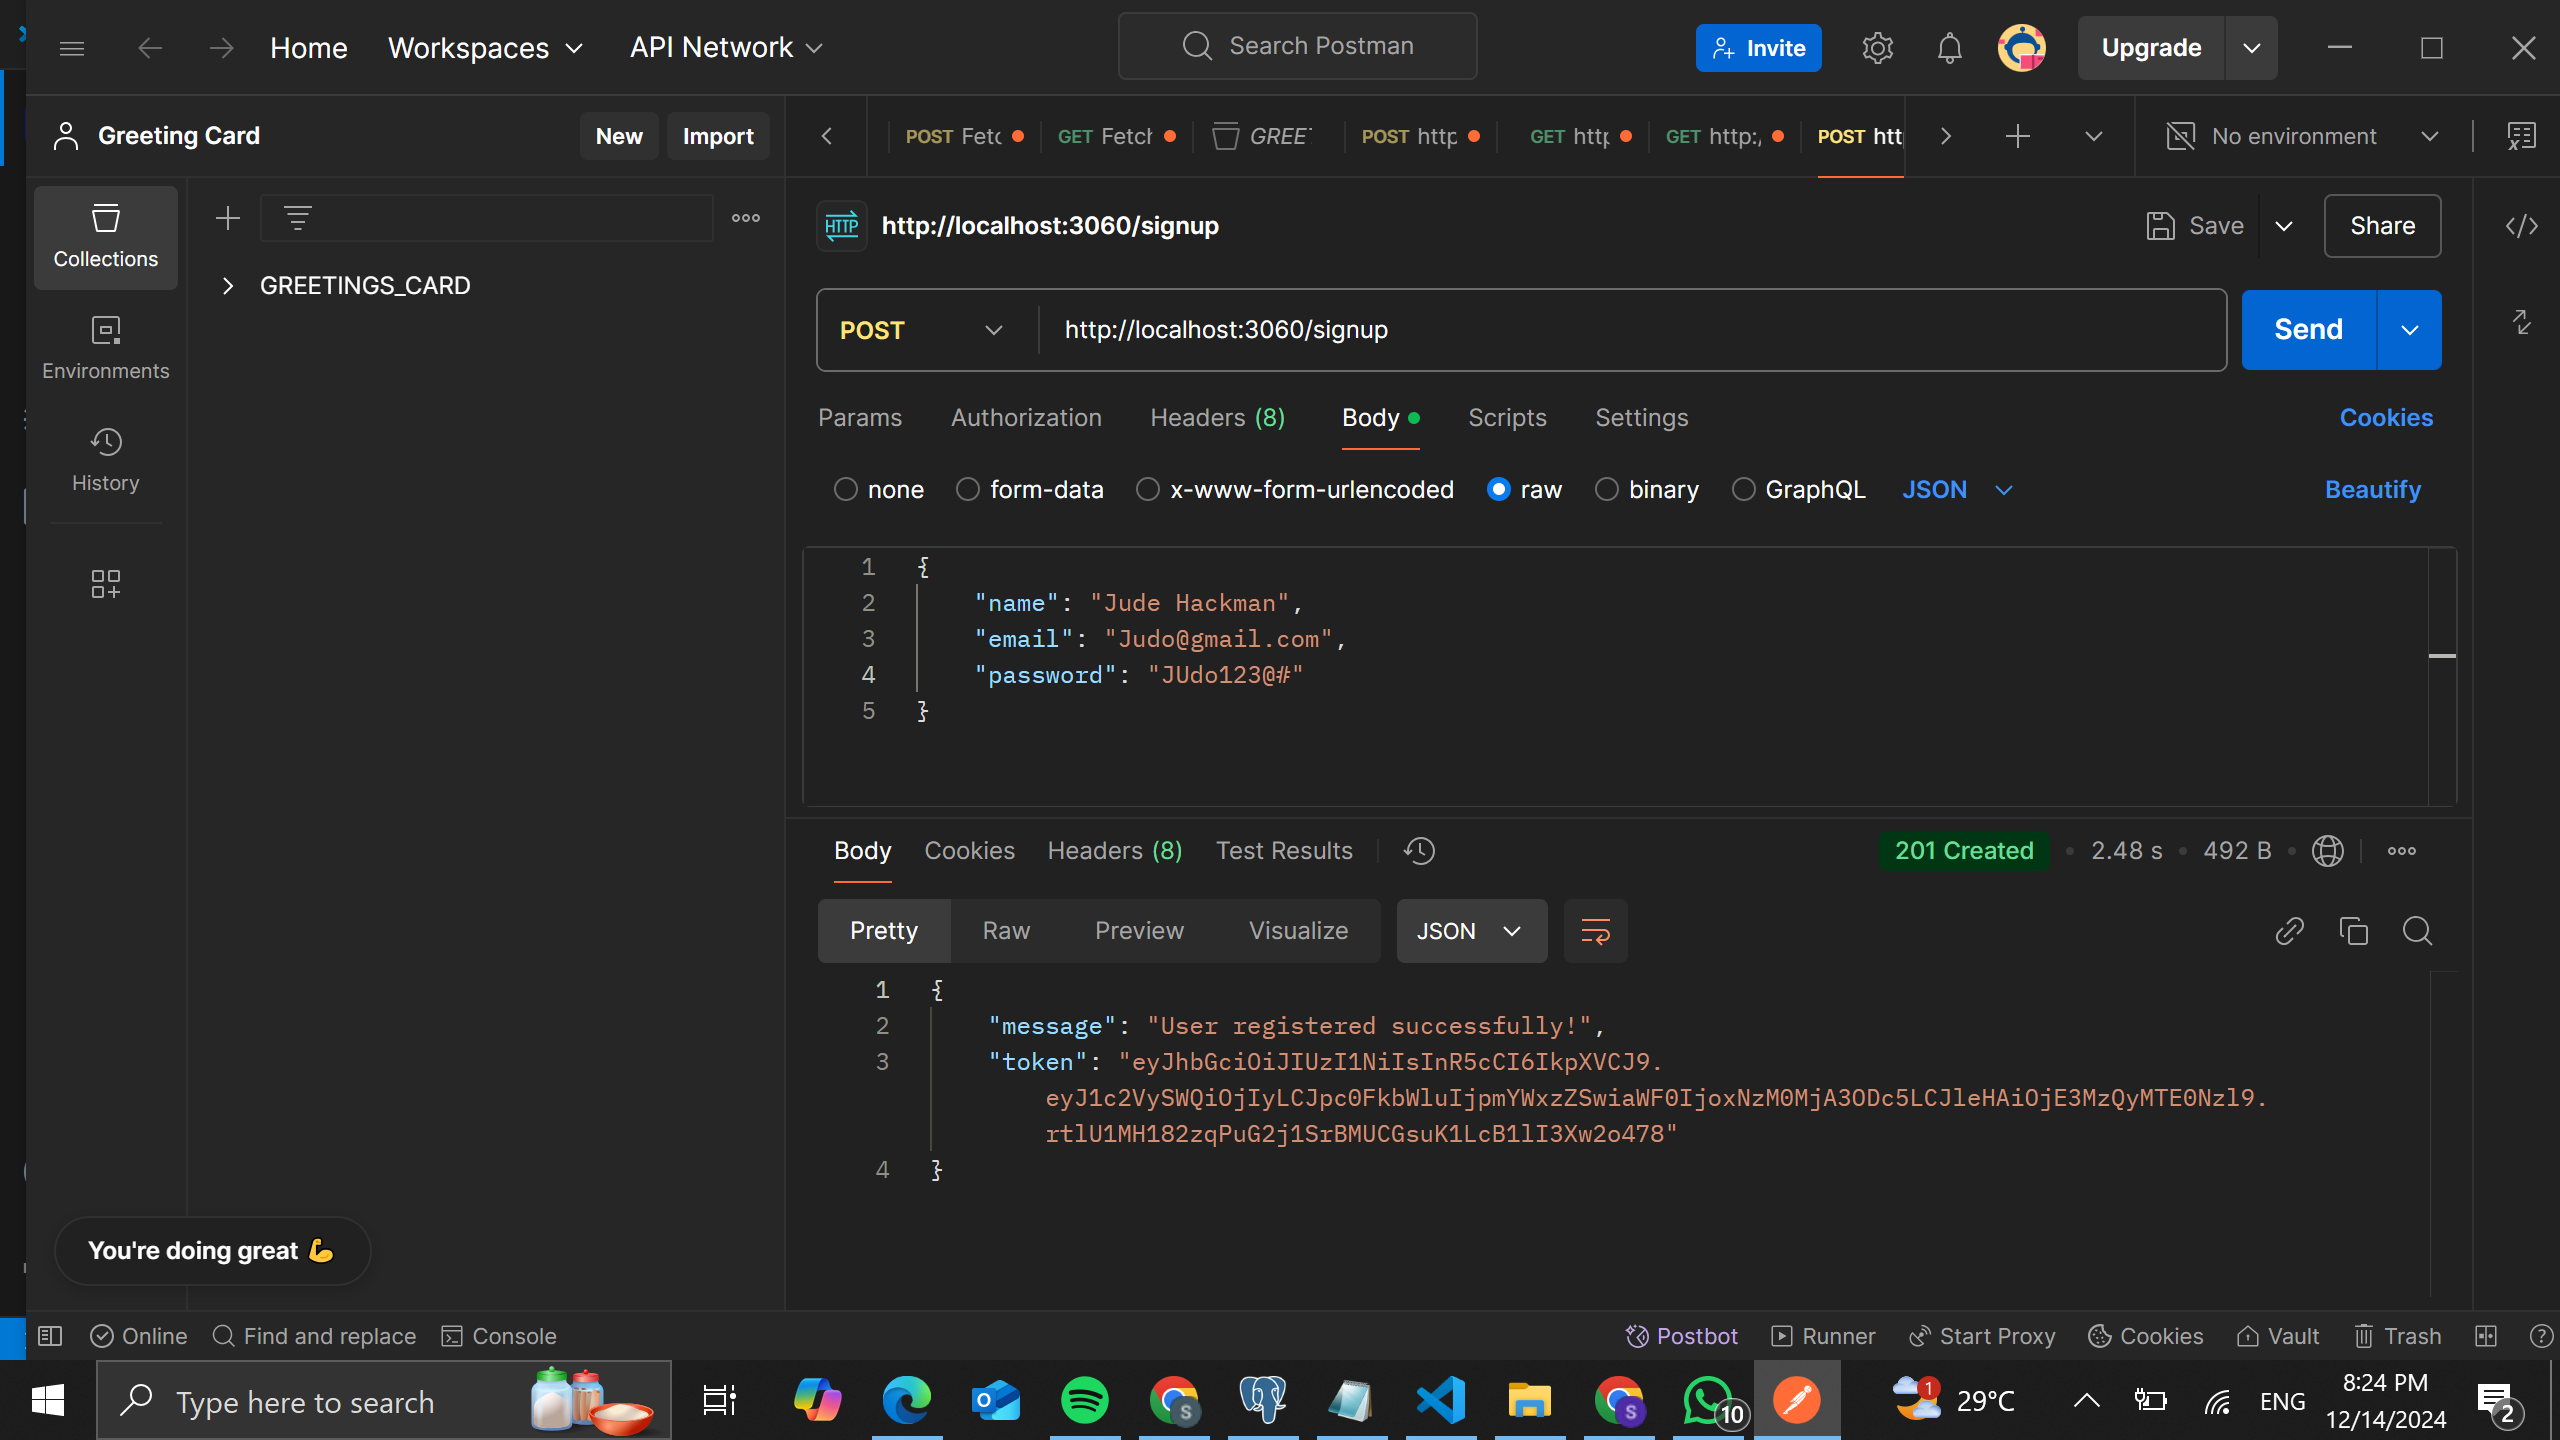 Home Workspaces API Network Search Postman Invite Upgrade
Greeting Card New Import POST Fetc GET Fetch GREET POST http GET http GET http:/ POST htt No environment
Collections
Environments
History
GREETINGS_CARD
HTTP http://localhost:3060/signup Save Share
POST http://localhost:3060/signup Send
Params Authorization Headers (8) Body Scripts Settings Cookies
none form-data x-www-form-urlencoded raw binary GraphQL JSON Beautify
1 {
2 "name": "Jude Hackman",
3 "email": "Judo@gmail.com",
4 "password": "JUdo123@#"
5 }
Body Cookies Headers (8) Test Results 201 Created • 2.48 s • 492 B •
Pretty Raw Preview Visualize JSON
1 {
2 "message": "User registered successfully!",
3 "token": "eyJhbGciOiJIUzI1NiIsInR5cCI6IkpXVCJ9.
eyJ1c2VySWQiOjIyLCJpc0FkbWluIjpmYWxzZSwiaWF0IjoxNzM0MjA3ODc5LCJleHAiOjE3MzQyMTE0Nzl9.
rtlU1MH182zqPuG2j1SrBMUCGsuK1LcB1lI3Xw2o478"
4 }
You're doing great 💪
Online Find and replace Console Postbot Runner Start Proxy Cookies Vault Trash
Type here to search S S 10 1 29°C ENG 8:24 PM
12/14/2024 2